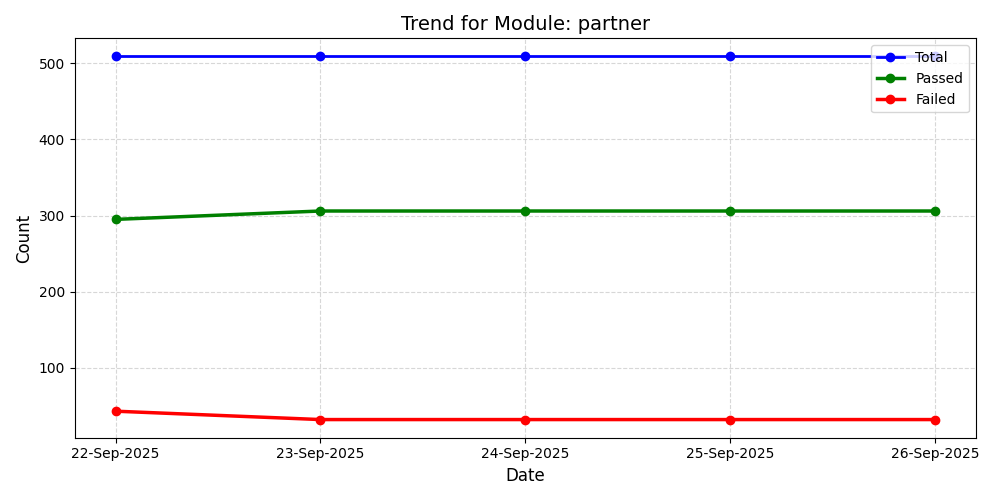 Trend for Module: partner
Total
Passed
Failed
500
400
300
200
100
Count
22-Sep-2025
23-Sep-2025
24-Sep-2025
25-Sep-2025
26-Sep-2025
Date